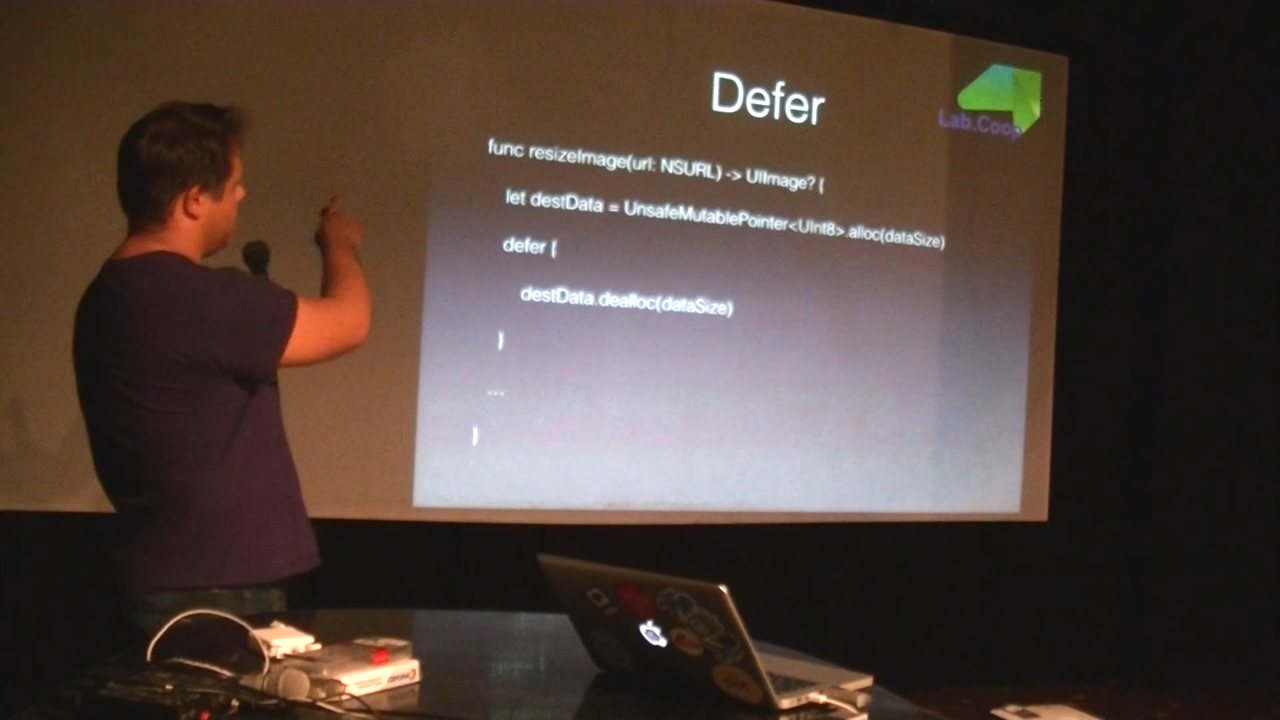 Defer
Lab.Coop
func resizeImage(url: NSURL) -> UIImage? {
let destData = UnsafeMutablePointer<UInt8>.alloc(dataSize)
defer {
destData.dealloc(dataSize)
}
...
}